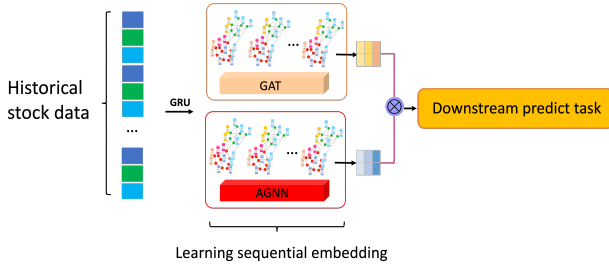 Historical
stock data
...
GRU
...
GAT
...
AGNN
Downstream predict task
Learning sequential embedding